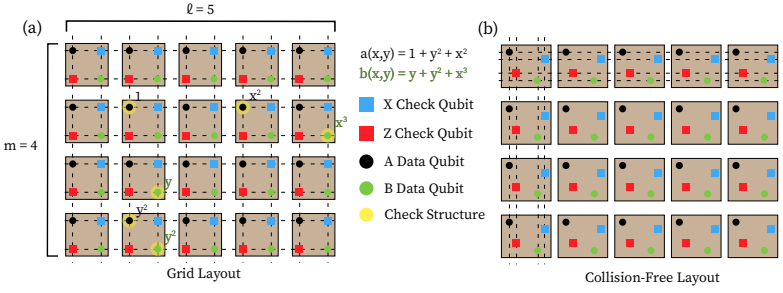 (a)
ℓ = 5
m = 4
1
x²
x³
y
y²
y²
Grid Layout
a(x,y) = 1 + y² + x²
b(x,y) = y + y² + x³
X Check Qubit
Z Check Qubit
A Data Qubit
B Data Qubit
Check Structure
(b)
Collision-Free Layout